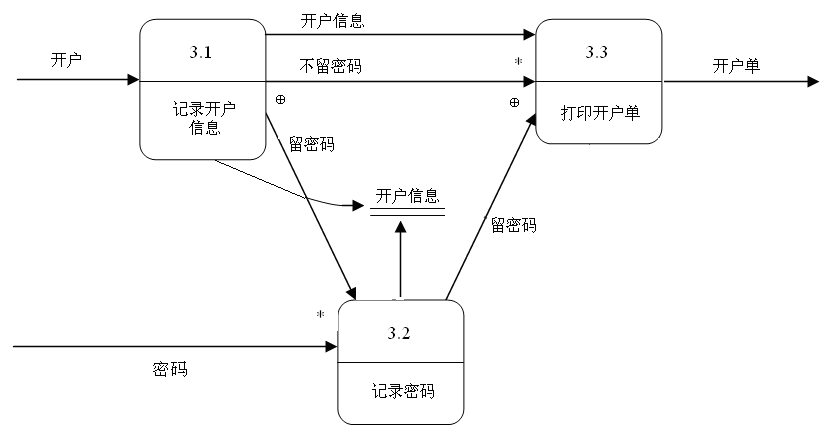 开户信息
3.1
3.3
开户
不留密码
*
开户单
⊕
⊕
记录开户
信息
打印开户单
留密码
开户信息
留密码
*
3.2
密码
记录密码